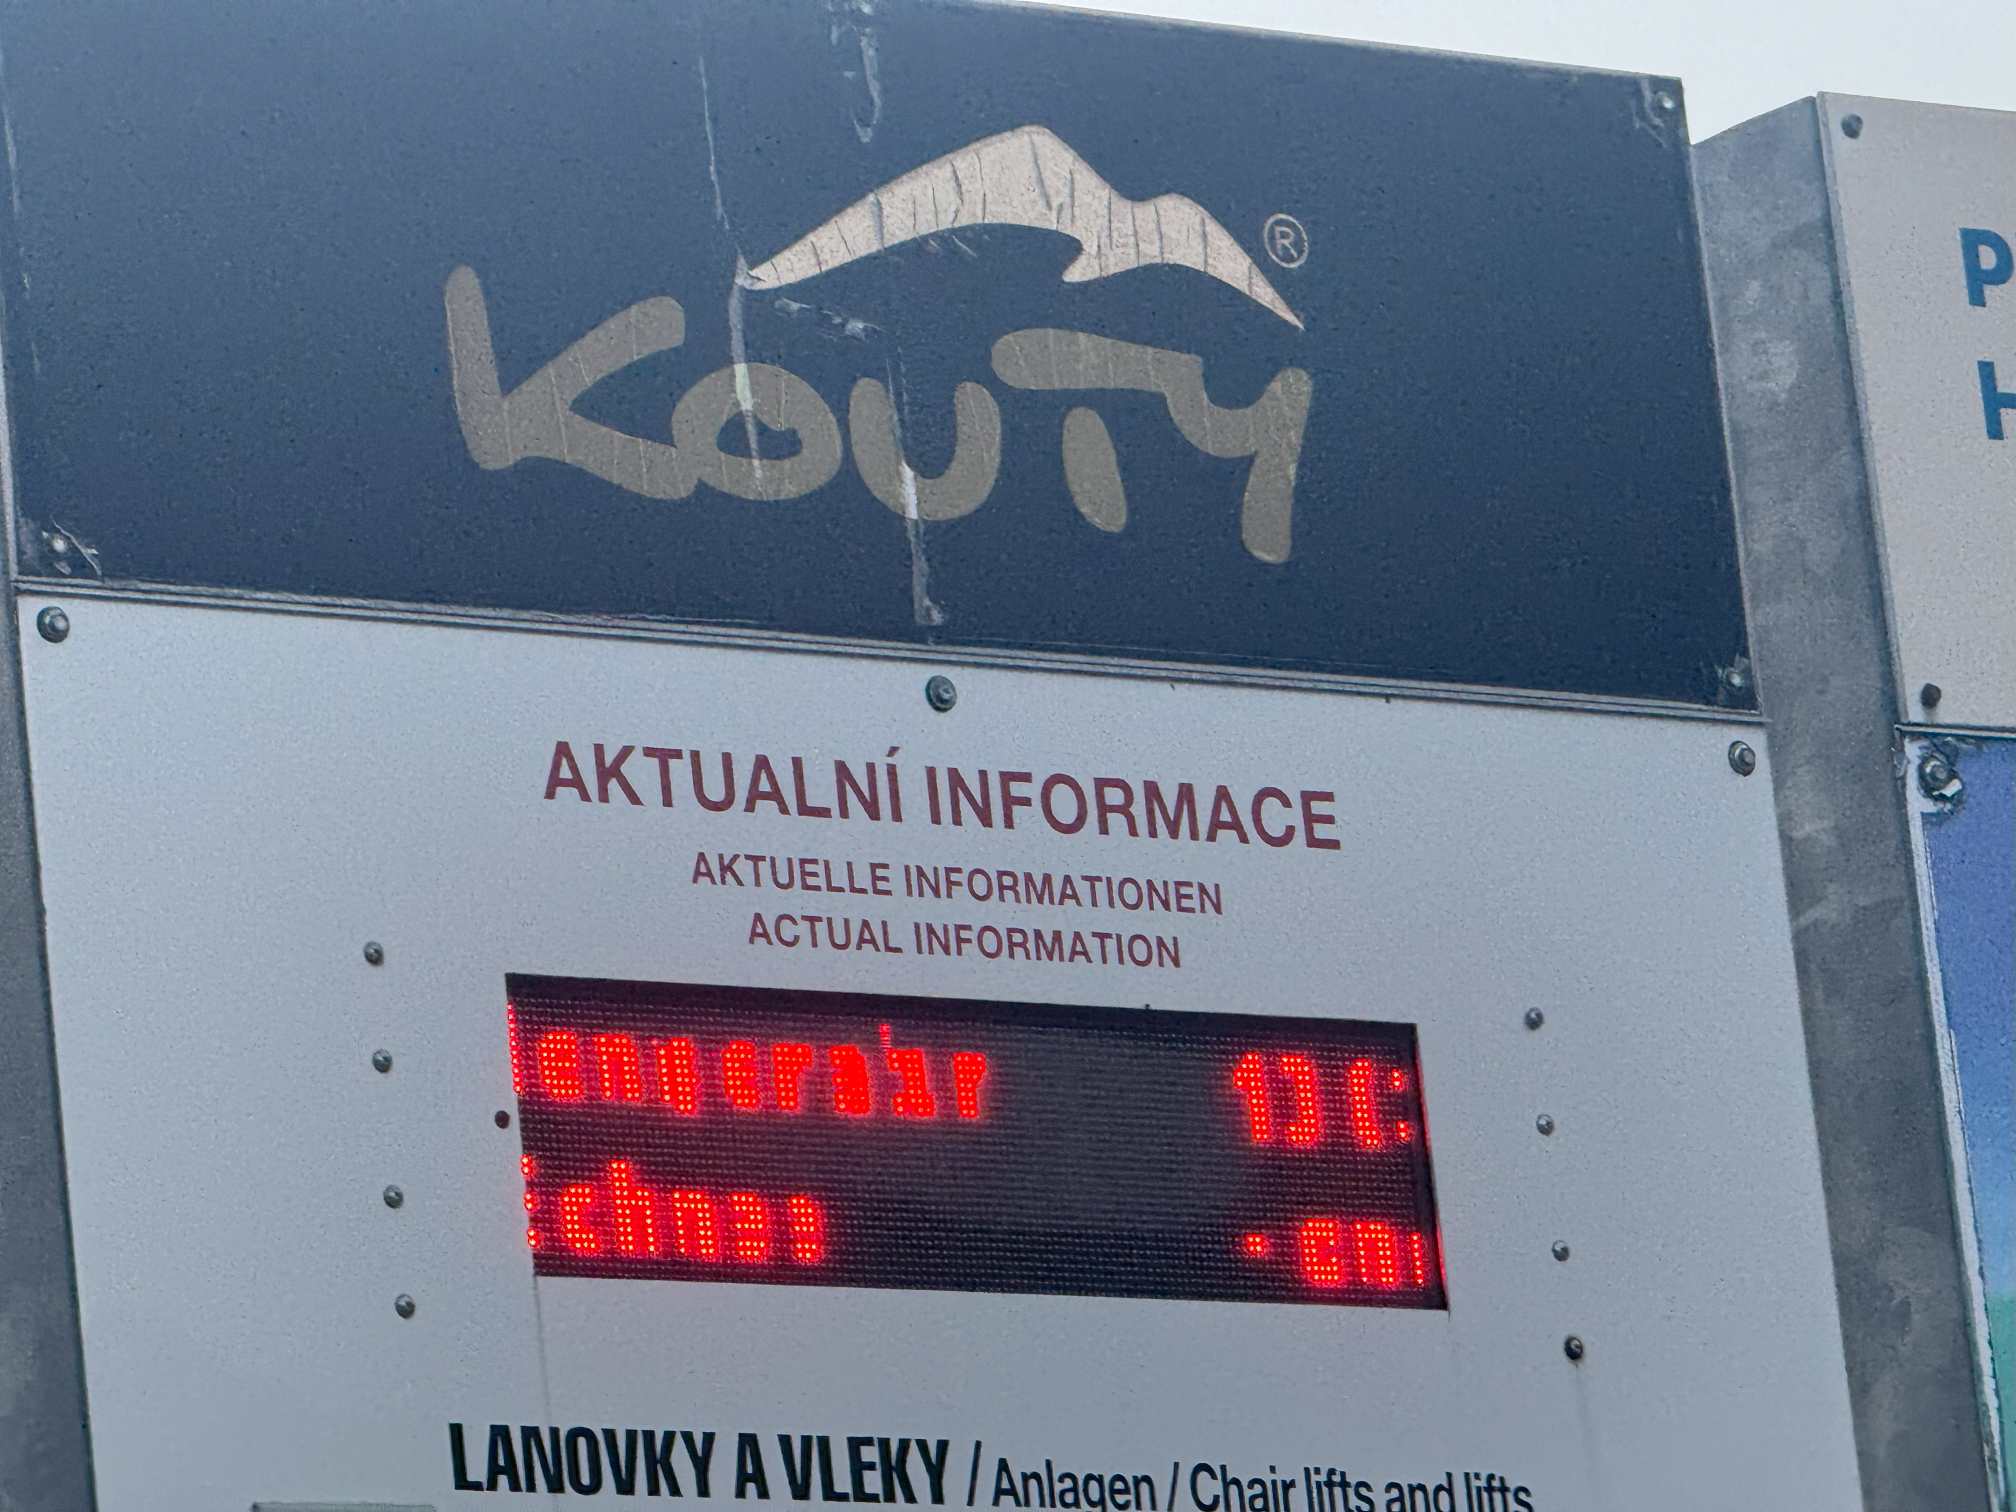 KOUTY ®
P
H
AKTUALNÍ INFORMACE
AKTUELLE INFORMATIONEN
ACTUAL INFORMATION
LANOVKY A VLEKY / Anlagen / Chair lifts and lifts